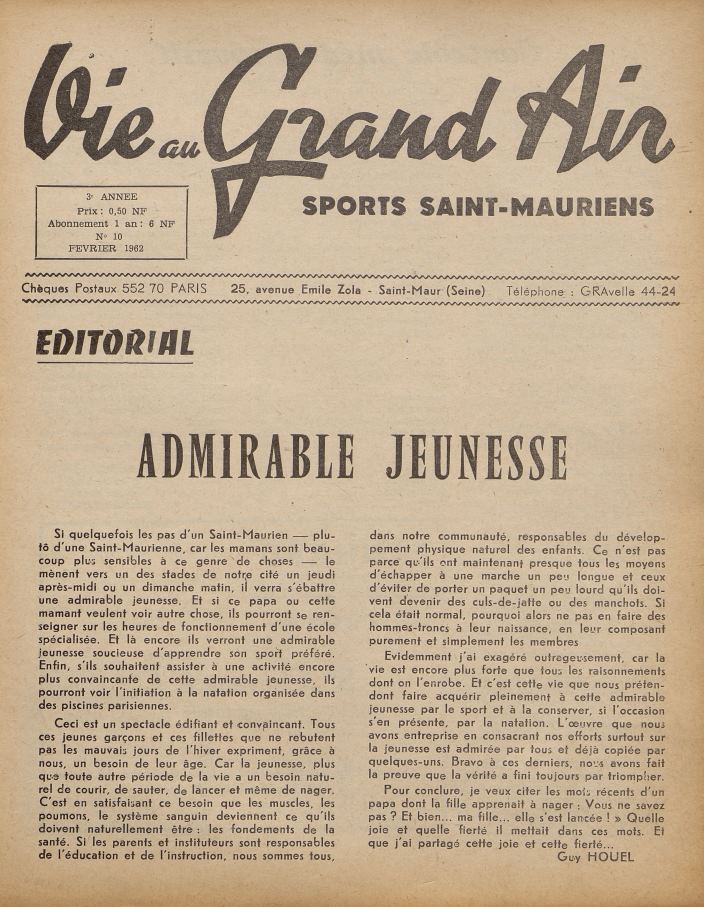 Vie au Grand Air
SPORTS SAINT-MAURIENS
3e ANNEE
Prix : 0,50 NF
Abonnement 1 an : 6 NF
No 10
FEVRIER 1962
Chèques Postaux 552 70 PARIS 25, avenue Emile Zola - Saint-Maur (Seine) Téléphone : GRAvelle 44-24
EDITORIAL
ADMIRABLE JEUNESSE
Si quelquefois les pas d'un Saint-Maurien — plu-
tô d'une Saint-Maurienne, car les mamans sont beau-
coup plus sensibles à ce genre de choses — le
mènent vers un des stades de notre cité un jeudi
après-midi ou un dimanche matin, il verra s'ébattre
une admirable jeunesse. Et si ce papa ou cette
mamant veulent voir autre chose, ils pourront se ren-
seigner sur les heures de fonctionnement d'une école
spécialisée. Et là encore ils verront une admirable
jeunesse soucieuse d'apprendre son sport préféré.
Enfin, s'ils souhaitent assister à une activité encore
plus convaincante de cette admirable jeunesse, ils
pourront voir l'initiation à la natation organisée dans
des piscines parisiennes.
Ceci est un spectacle édifiant et convaincant. Tous
ces jeunes garçons et ces fillettes que ne rebutent
pas les mauvais jours de l'hiver expriment, grâce à
nous, un besoin de leur âge. Car la jeunesse, plus
que toute autre période de la vie a un besoin natu-
rel de courir, de sauter, de lancer et même de nager.
C'est en satisfaisant ce besoin que les muscles, les
poumons, le système sanguin deviennent ce qu'ils
doivent naturellement être : les fondements de la
santé. Si les parents et instituteurs sont responsables
de l'éducation et de l'instruction, nous sommes tous,
dans notre communauté, responsables du dévelop-
pement physique naturel des enfants. Ce n'est pas
parce qu'ils ont maintenant presque tous les moyens
d'échapper à une marche un peu longue et ceux
d'éviter de porter un paquet un peu lourd qu'ils doi-
vent devenir des culs-de-jatte ou des manchots. Si
cela était normal, pourquoi alors ne pas en faire des
hommes-troncs à leur naissance, en leur composant
purement et simplement les membres
Evidemment j'ai exagéré outrageusement, car la
vie est encore plus forte que tous les raisonnements
dont on l'enrobe. Et c'est cette vie que nous préten-
dont faire acquérir pleinement à cette admirable
jeunesse par le sport et à la conserver, si l'occasion
s'en présente, par la natation. L'œuvre que nous
avons entreprise en consacrant nos efforts surtout sur
la jeunesse est admirée par tous et déjà copiée par
quelques-uns. Bravo à ces derniers, nous avons fait
la preuve que la vérité a fini toujours par triompher.
Pour conclure, je veux citer les mots récents d'un
papa dont la fille apprenait à nager : Vous ne savez
pas ? Et bien... ma fille... elle s'est lancée ! » Quelle
joie et quelle fierté il mettait dans ces mots. Et
que j'ai partagé cette joie et cette fierté...
Guy HOUEL